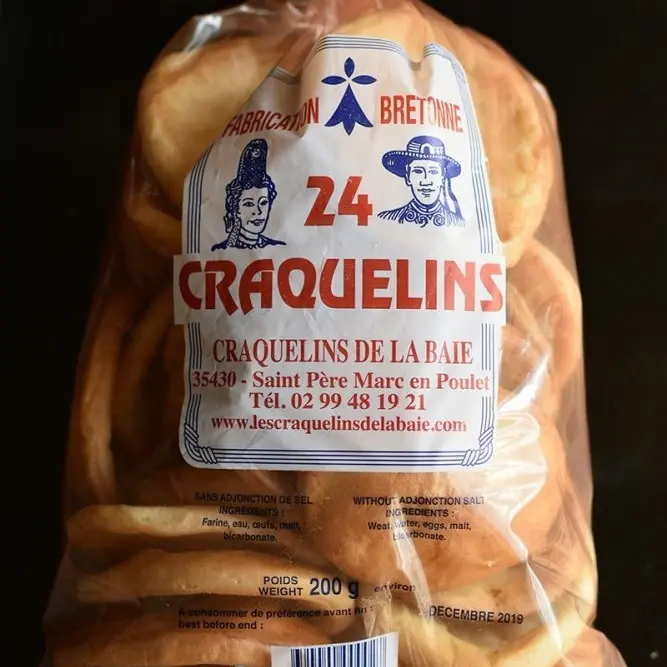 FABRICATION BRETONNE
24
CRAQUELINS
CRAQUELINS DE LA BAIE
35430 - Saint Père Marc en Poulet
Tél. 02 99 48 19 21
www.lescraquelinsdelabaie.com
SANS ADJONCTION DE SEL
INGRÉDIENTS :
Farine, eau, œufs, malt,
bicarbonate.
WITHOUT ADJONCTION SALT
INGREDIENTS :
Weat, water, eggs, malt,
bicarbonate.
POIDS
WEIGHT 200 g environ
A consommer de préférence avant fin : DECEMBRE 2019
best before end :